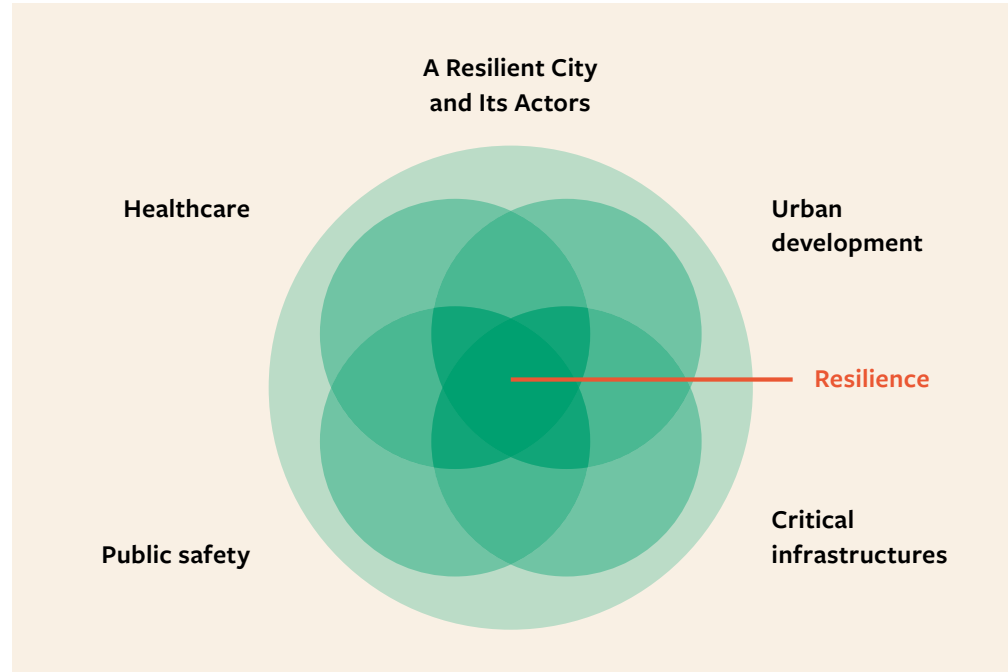 A Resilient City
and Its Actors
Healthcare
Urban
development
Resilience
Critical
infrastructures
Public safety